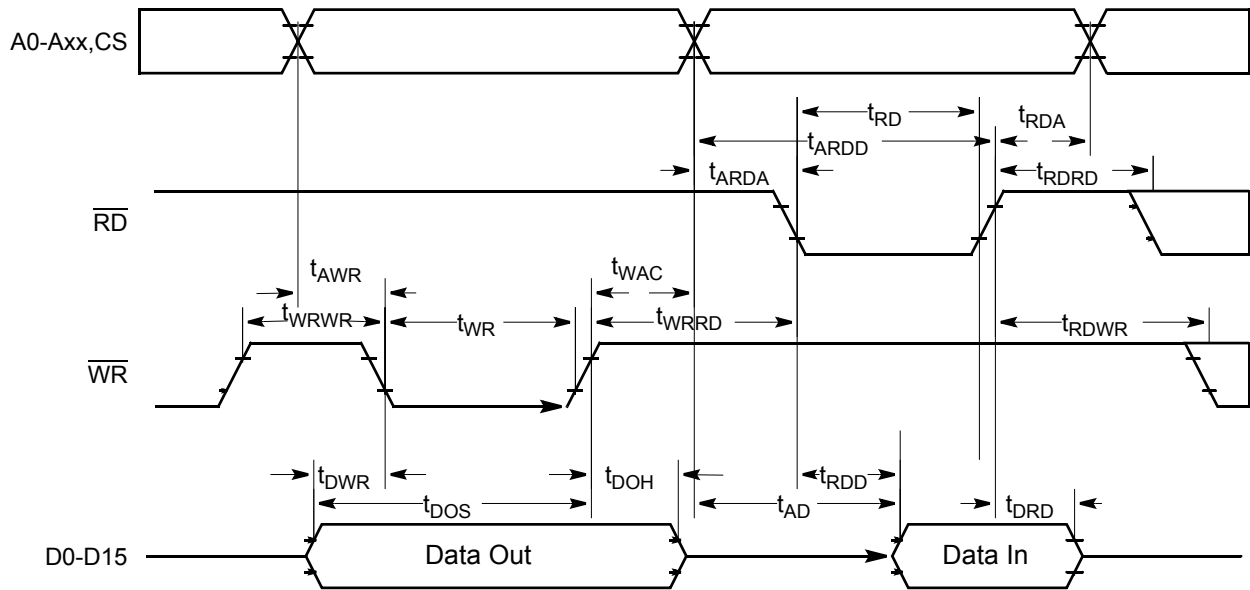 A0-Axx,CS
tRD
tRDA
tARDD
tARDA
tRDRD
RD
tAWR
tWAC
tWRWR
tWR
tWRRD
tRDWR
WR
tDWR
tDOH
tRDD
tDOS
tAD
tDRD
D0-D15
Data Out
Data In